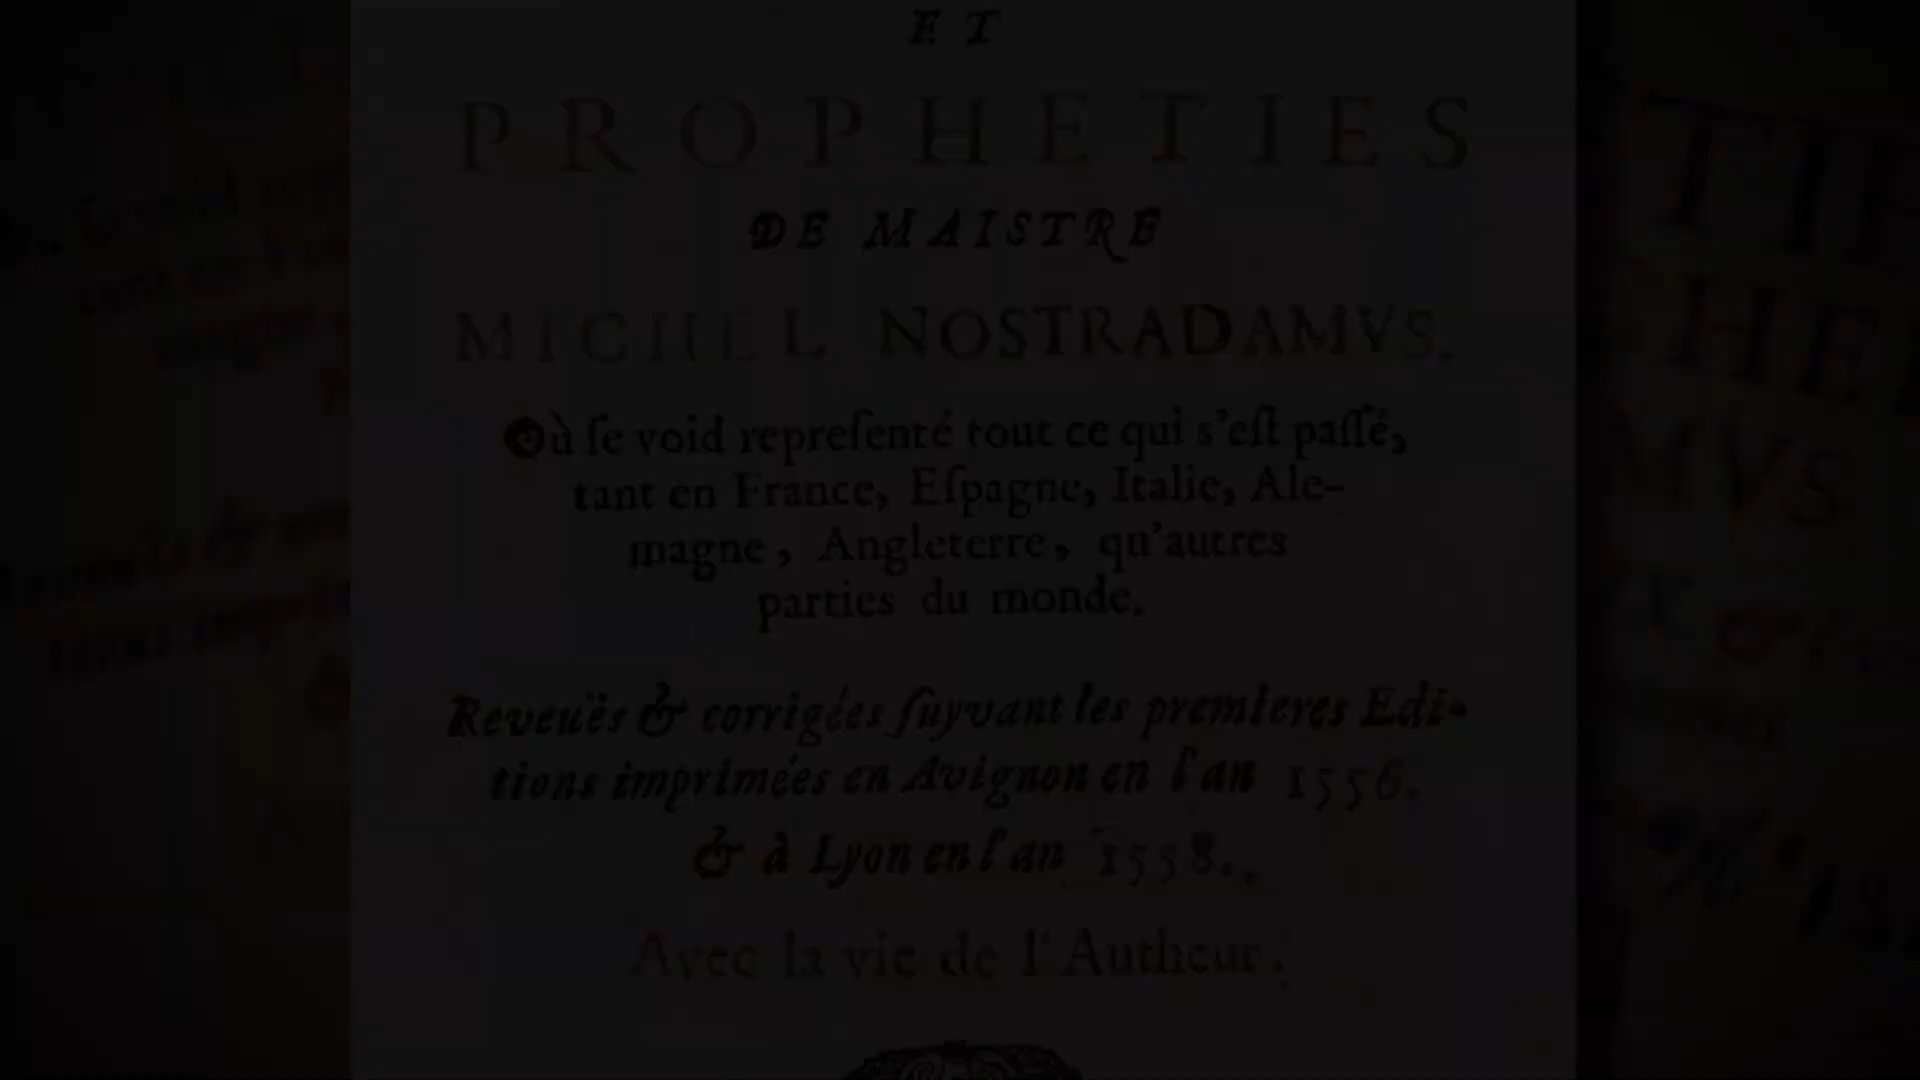 ET
PROPHETIES
DE MAISTRE
MICHEL NOSTRADAMVS.
Où ſe void repreſenté tout ce qui s'eſt paſſé,
tant en France, Eſpagne, Italie, Ale-
magne, Angleterre, qu'autres
parties du monde.
Reveuës & corrigées ſuyvant les premieres Edi-
tions imprimées en Avignon en l'an 1556.
& à Lyon en l'an 1558.
Avec la vie de l'Autheur.